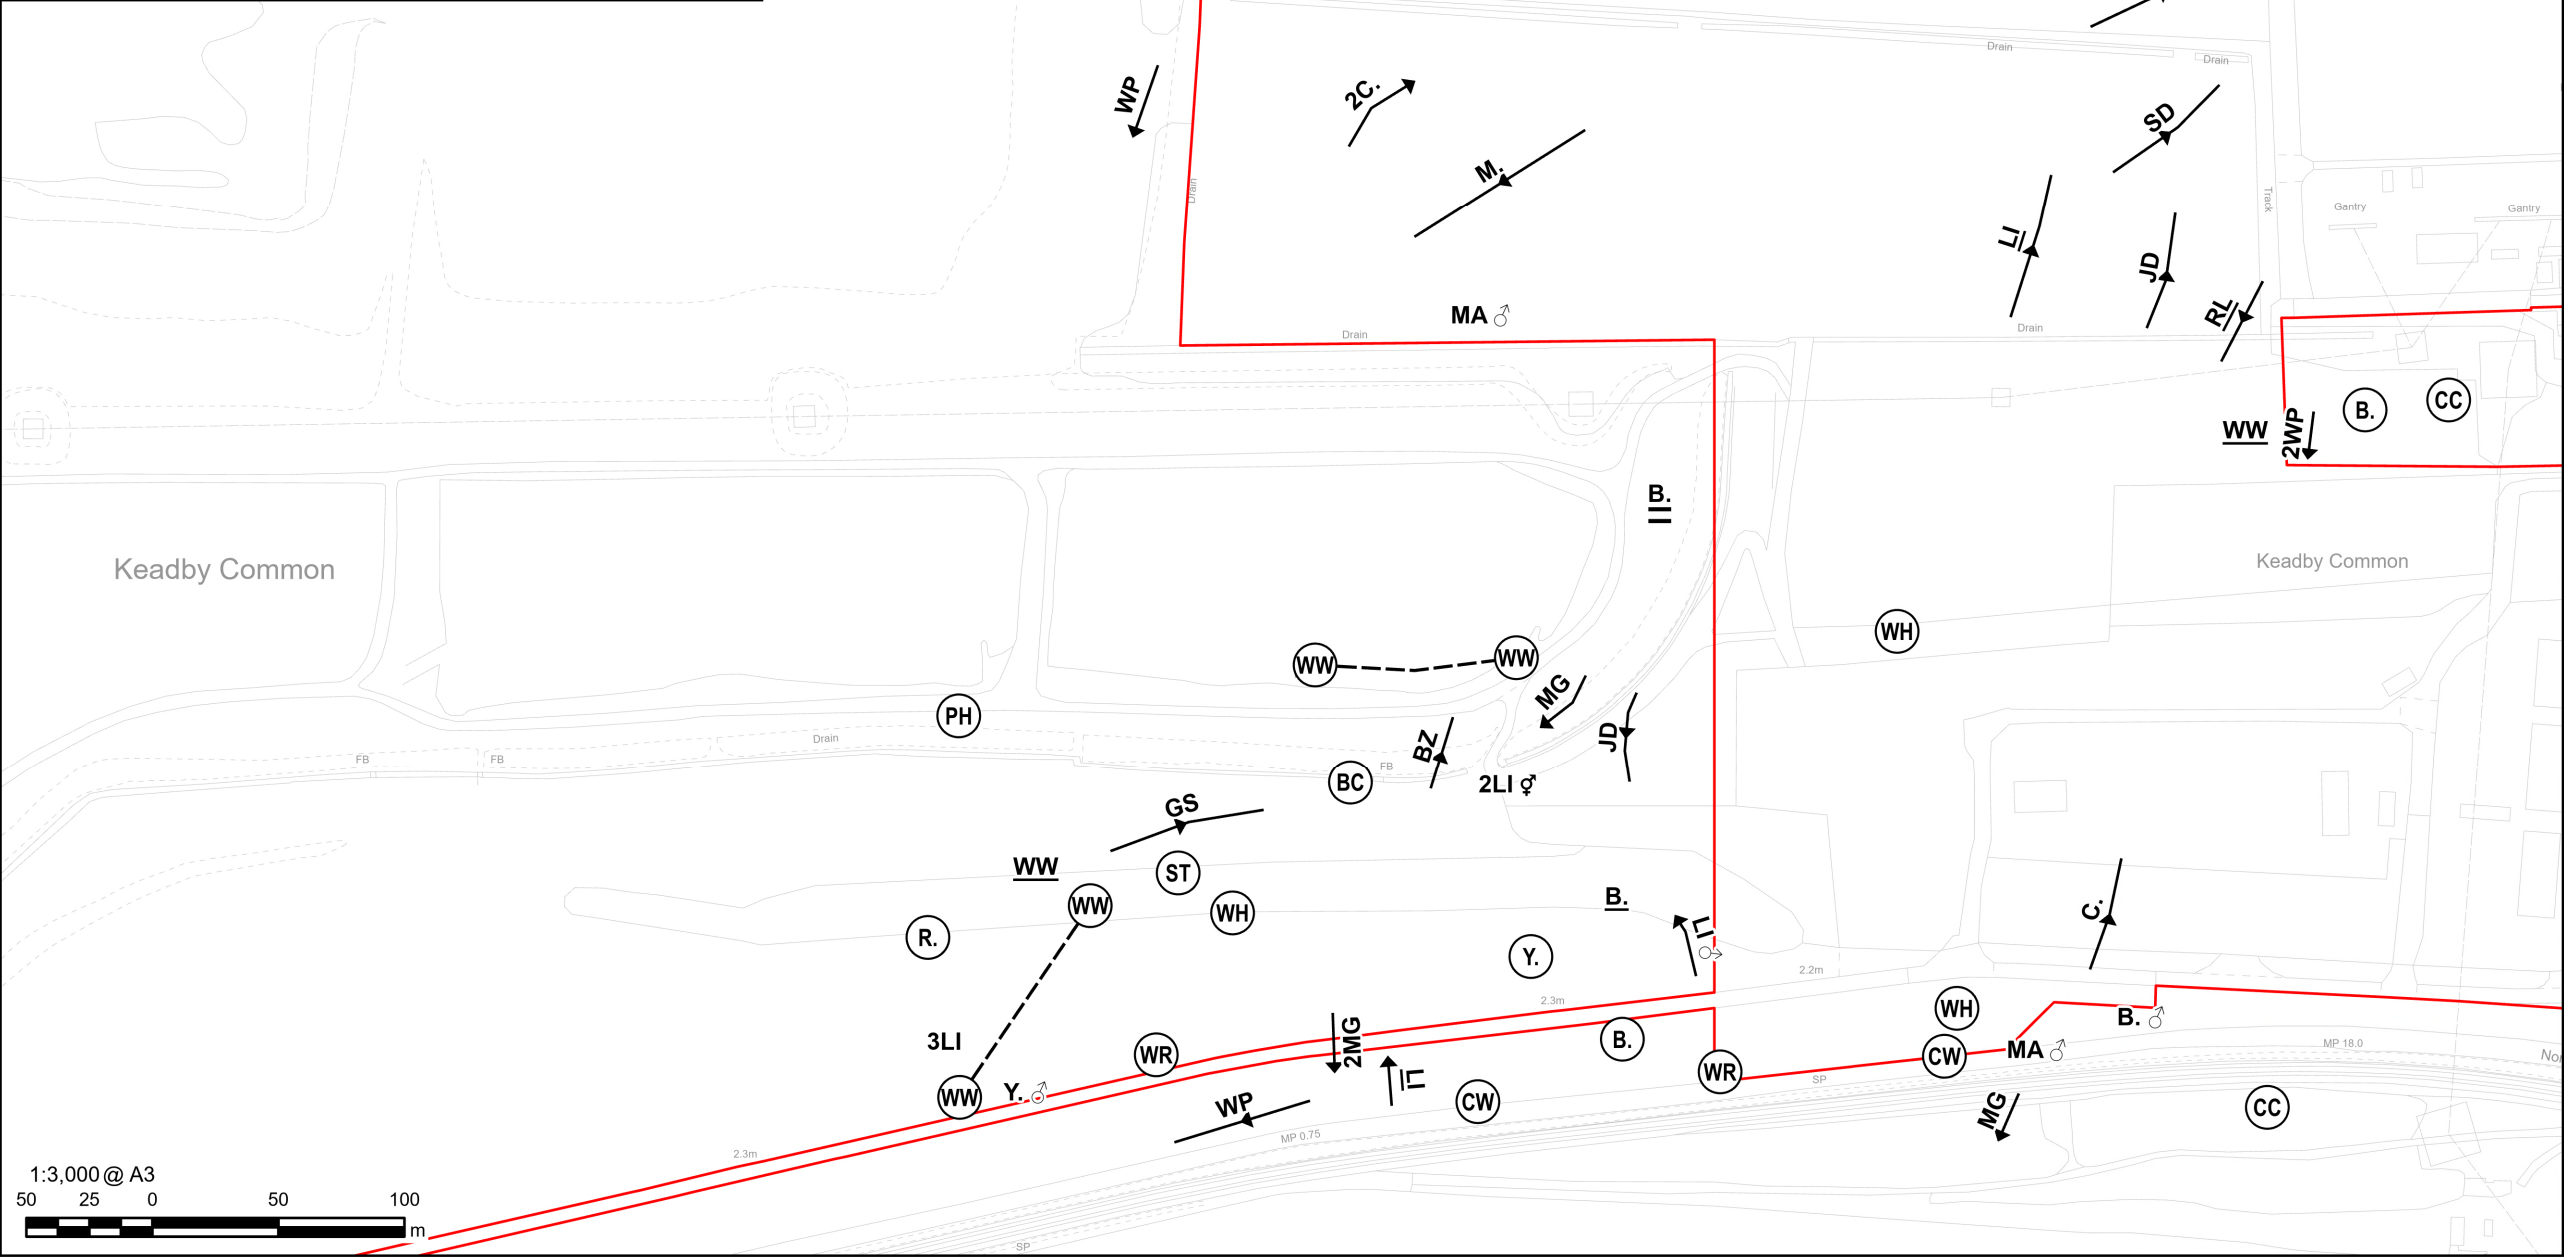 Drain
Drain
WP
2C.
SD
M.
Drain
Track
Gantry
Gantry
LI
JD
RL
MA ♂
Drain
Drain
CC
B.
WW
2WP
B.
Keadby Common
Keadby Common
WH
WW
WW
MG
PH
JD
Drain
BZ
FB
FB
FB
BC
2LI ⚥
GS
WW
ST
WW
WH
B.
C.
R.
LI ♂
Y.
2.2m
2.3m
WH
B. ♂
3LI
2MG
B.
WR
CW
MA ♂
MP 18.0
Nor
WR
SP
LI
Y. ♂
WW
WP
CW
MG
CC
MP 0.75
2.3m
1:3,000 @ A3
50 25 0 50 100
m
SP